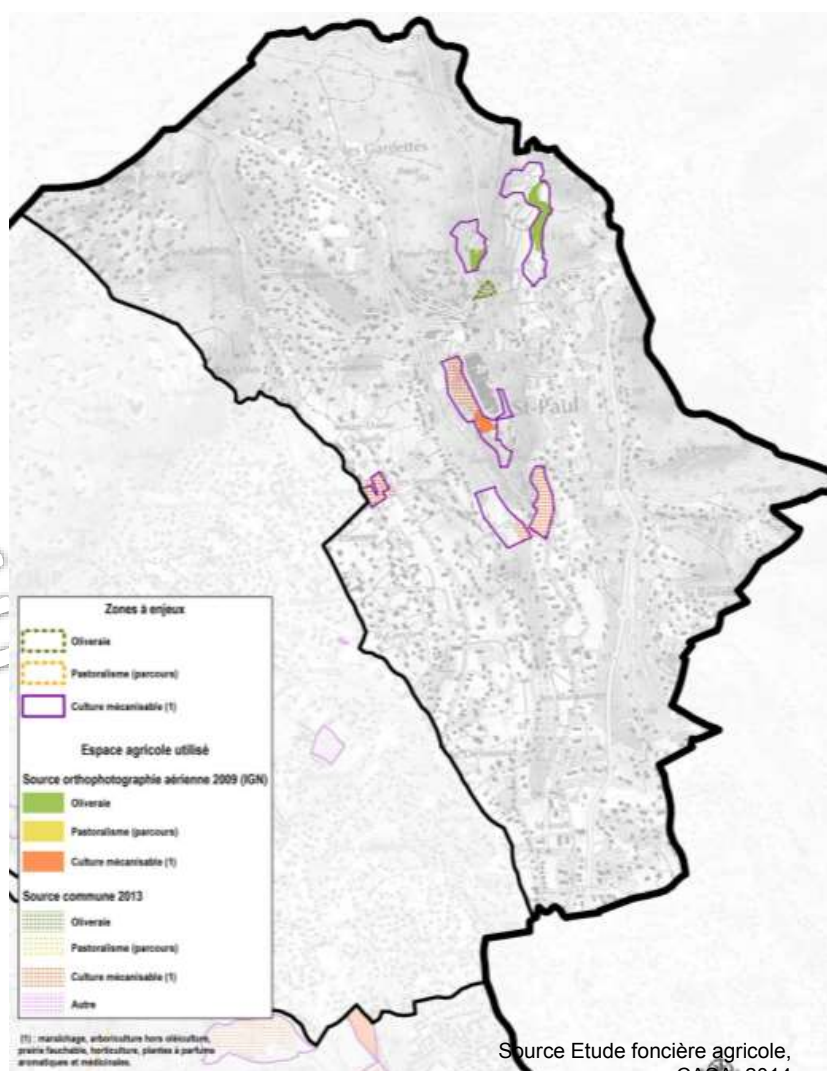 les Gardettes
St-Paul
Zones à enjeux
Oliveraie
Pastoralisme (parcours)
Culture mécanisable (1)
Espace agricole utilisé
Source orthophotographie aérienne 2009 (IGN)
Oliveraie
Pastoralisme (parcours)
Culture mécanisable (1)
Source commune 2013
Oliveraie
Pastoralisme (parcours)
Culture mécanisable (1)
Autre
(1) : maraîchage, arboriculture hors oléiculture,
prairie fauchable, horticulture, plantes à parfums
aromatiques et médicinales.
Source Etude foncière agricole,